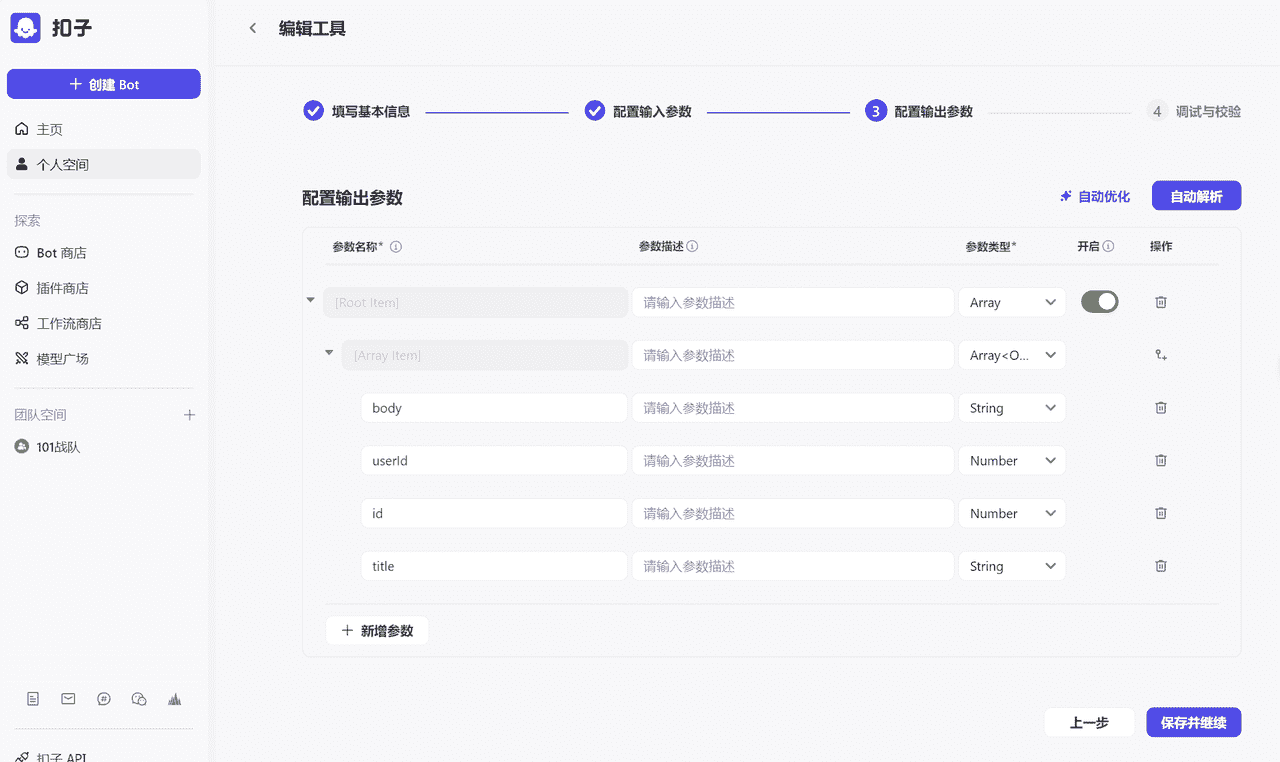 扣子
编辑工具
创建 Bot
主页
个人空间
探索
Bot 商店
插件商店
工作流商店
模型广场
团队空间
101战队
扣子 API
填写基本信息
配置输入参数
3 配置输出参数
4 调试与校验
配置输出参数
自动优化
自动解析
参数名称* 参数描述 参数类型* 开启 操作
[Root Item] 请输入参数描述 Array
[Array Item] 请输入参数描述 Array<O...
body 请输入参数描述 String
userId 请输入参数描述 Number
id 请输入参数描述 Number
title 请输入参数描述 String
新增参数
上一步 保存并继续